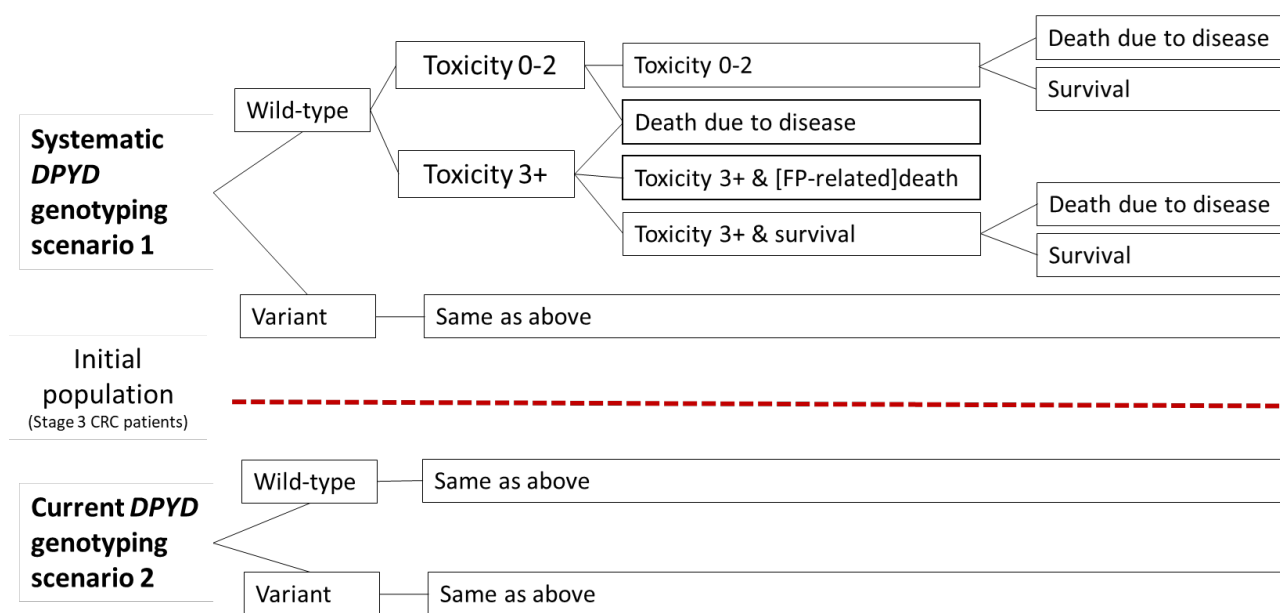 Systematic
DPYD
genotyping
scenario 1
Wild-type
Toxicity 0-2
Toxicity 0-2
Death due to disease
Survival
Death due to disease
Toxicity 3+
Toxicity 3+ & [FP-related]death
Toxicity 3+ & survival
Death due to disease
Survival
Variant
Same as above
Initial
population
(Stage 3 CRC patients)
Current DPYD
genotyping
scenario 2
Wild-type
Same as above
Variant
Same as above